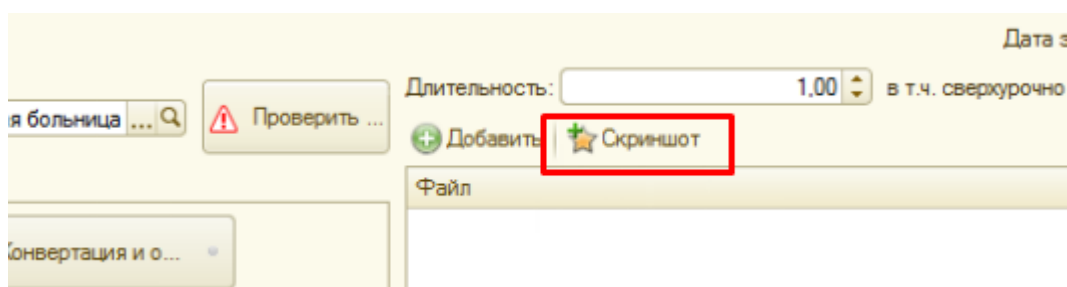 Дата з
Длительность: 1,00 в т.ч. сверхурочно
я больница ... Проверить ...
Добавить Скриншот
Файл
Конвертация и о...